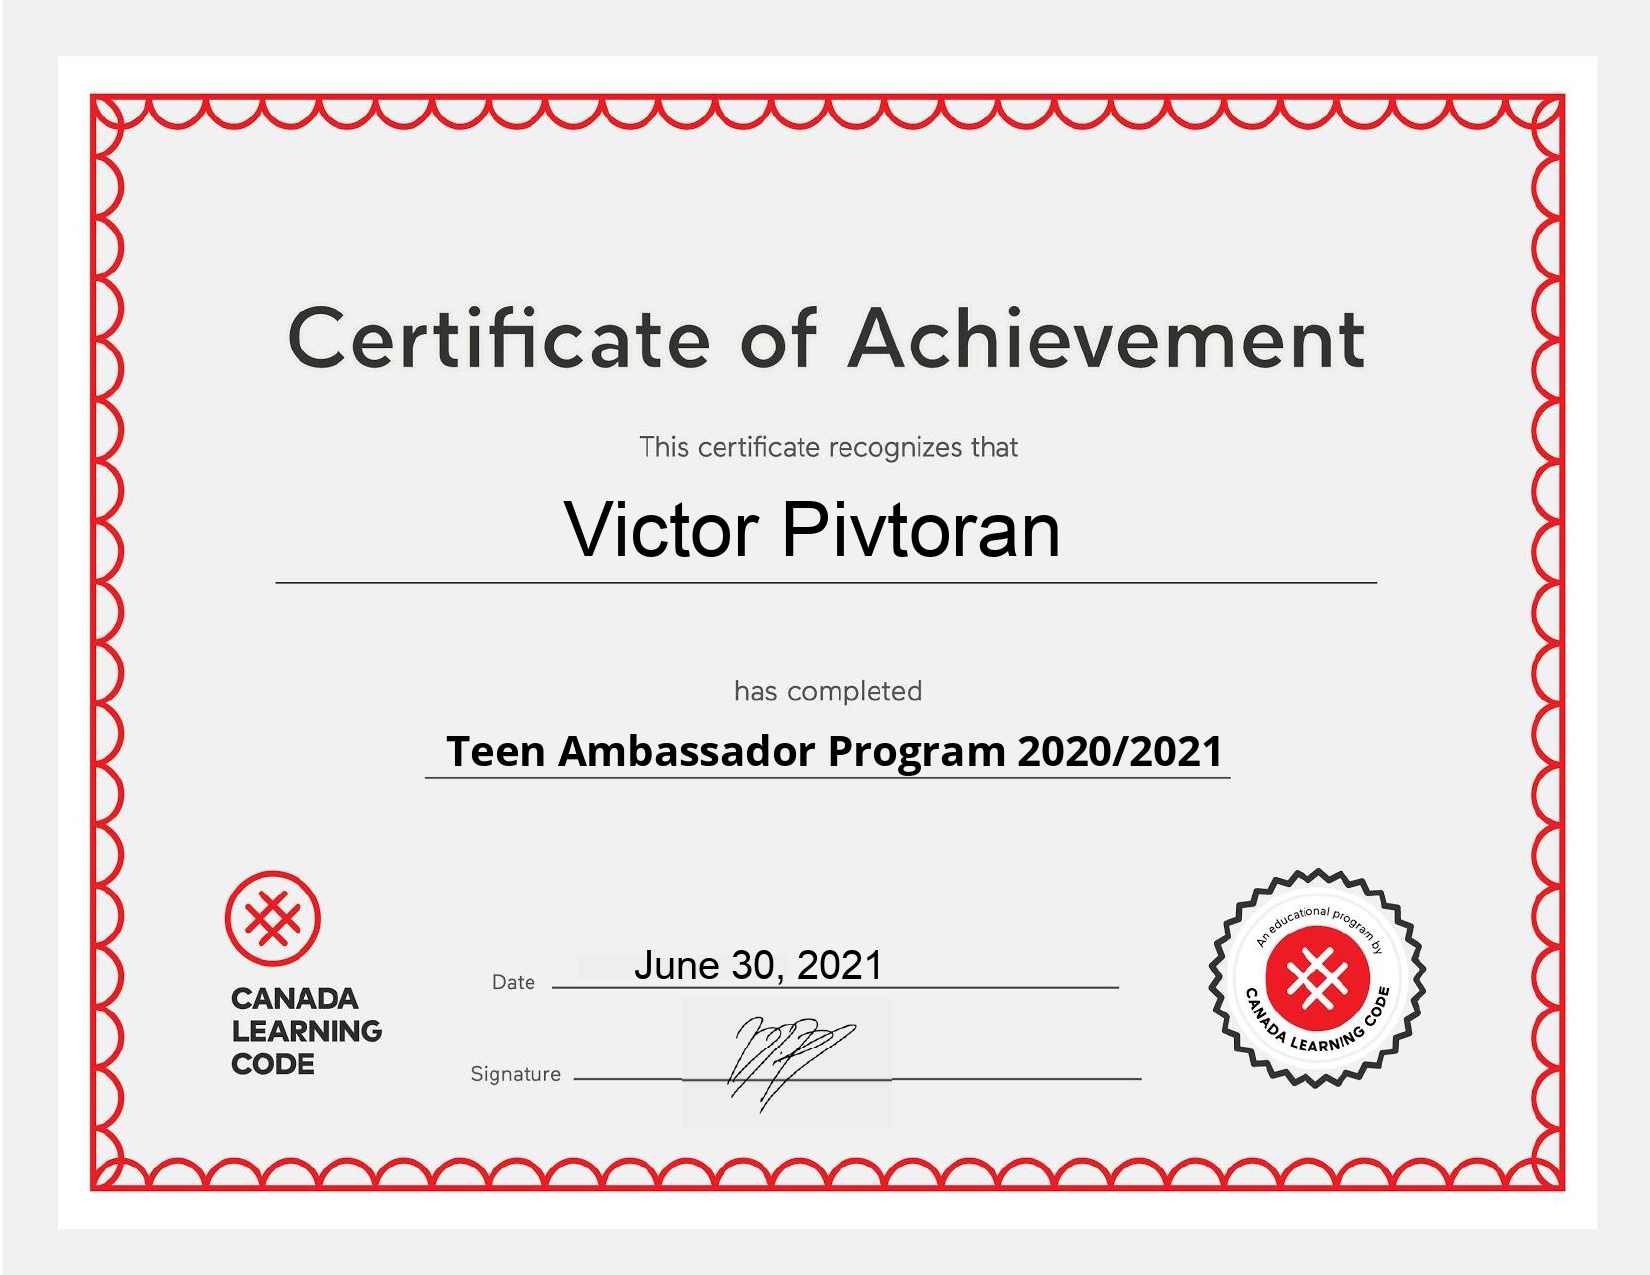 Certificate of Achievement
This certificate recognizes that
Victor Pivtoran
has completed
Teen Ambassador Program 2020/2021
CANADA
LEARNING
CODE
Date June 30, 2021
Signature
An educational program by
CANADA LEARNING CODE